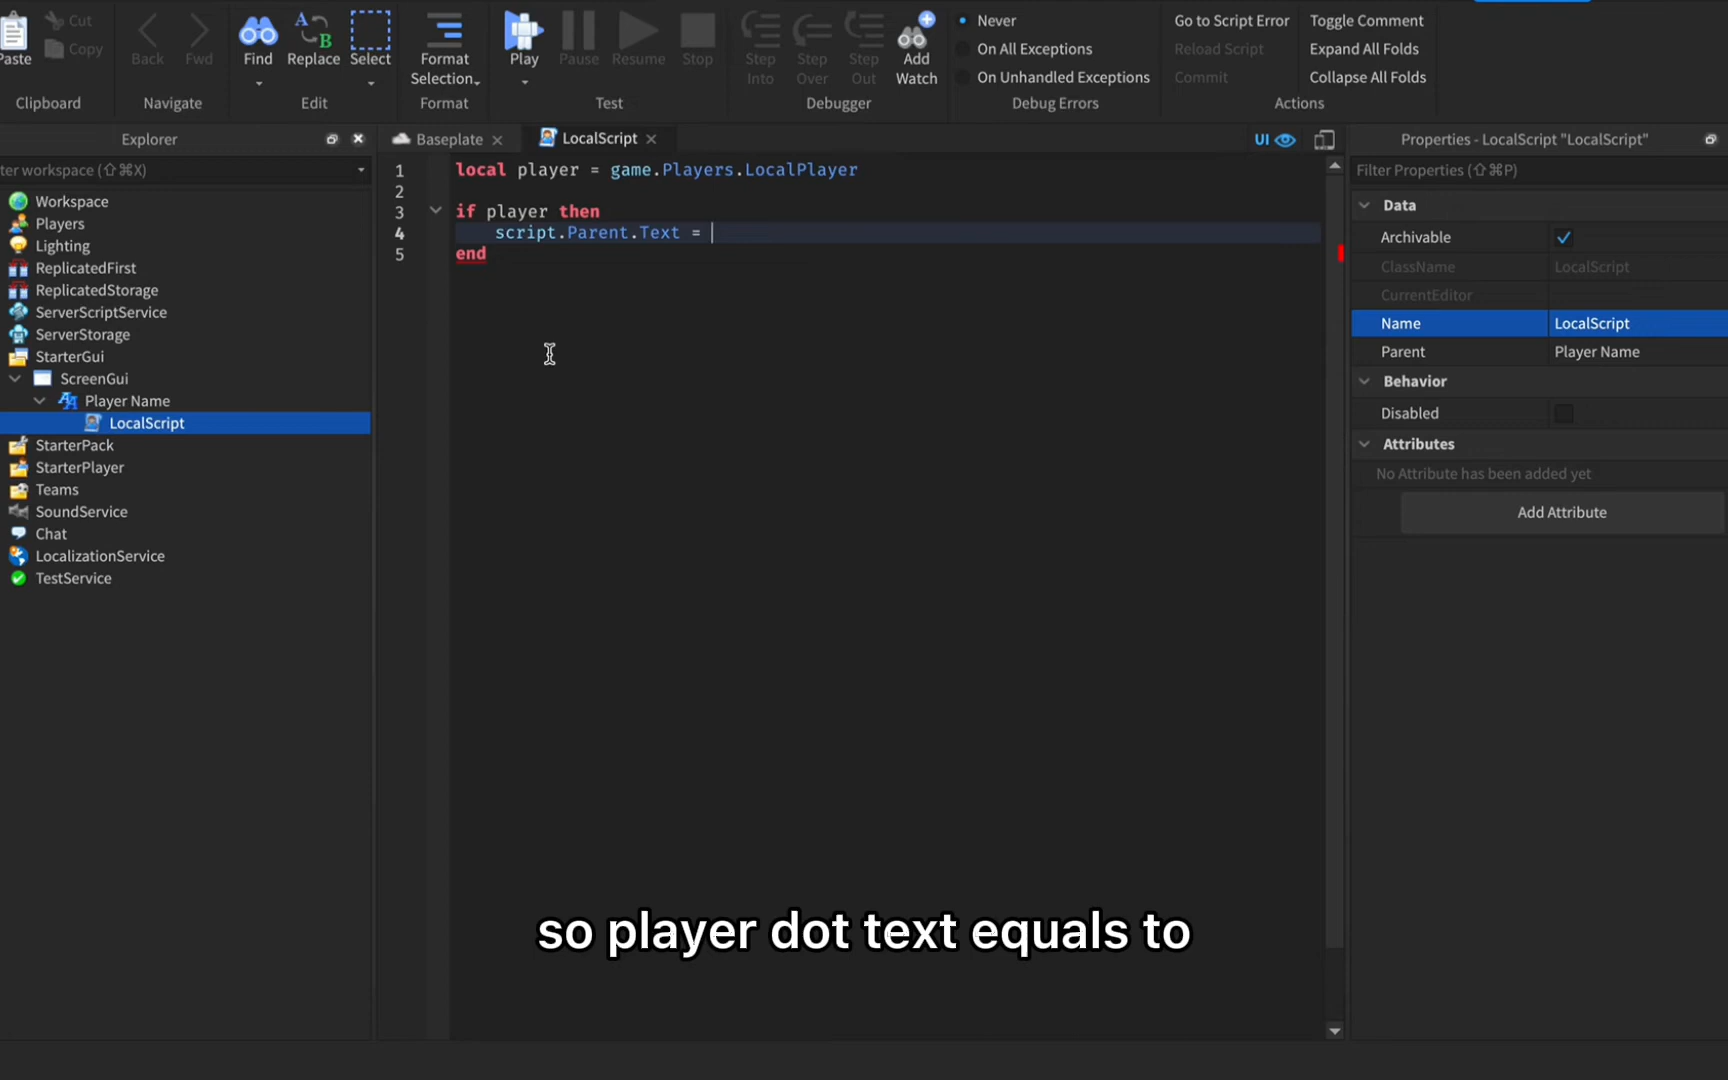 Cut
Paste
Copy
Clipboard
Back
Fwd
Navigate
Find
Replace
Select
Edit
Format
Selection
Format
Play
Pause
Resume
Stop
Test
Step
Into
Step
Over
Step
Out
Add
Watch
Debugger
Never
On All Exceptions
On Unhandled Exceptions
Debug Errors
Go to Script Error
Reload Script
Commit
Toggle Comment
Expand All Folds
Collapse All Folds
Actions
Explorer
ter workspace (⇧⌘X)
Workspace
Players
Lighting
ReplicatedFirst
ReplicatedStorage
ServerScriptService
ServerStorage
StarterGui
ScreenGui
Player Name
LocalScript
StarterPack
StarterPlayer
Teams
SoundService
Chat
LocalizationService
TestService
Baseplate
LocalScript
UI
1 local player = game.Players.LocalPlayer
2
3 if player then
4 script.Parent.Text =
5 end
so player dot text equals to
Properties - LocalScript "LocalScript"
Filter Properties (⇧⌘P)
Data
Archivable
ClassName LocalScript
CurrentEditor
Name LocalScript
Parent Player Name
Behavior
Disabled
Attributes
No Attribute has been added yet
Add Attribute